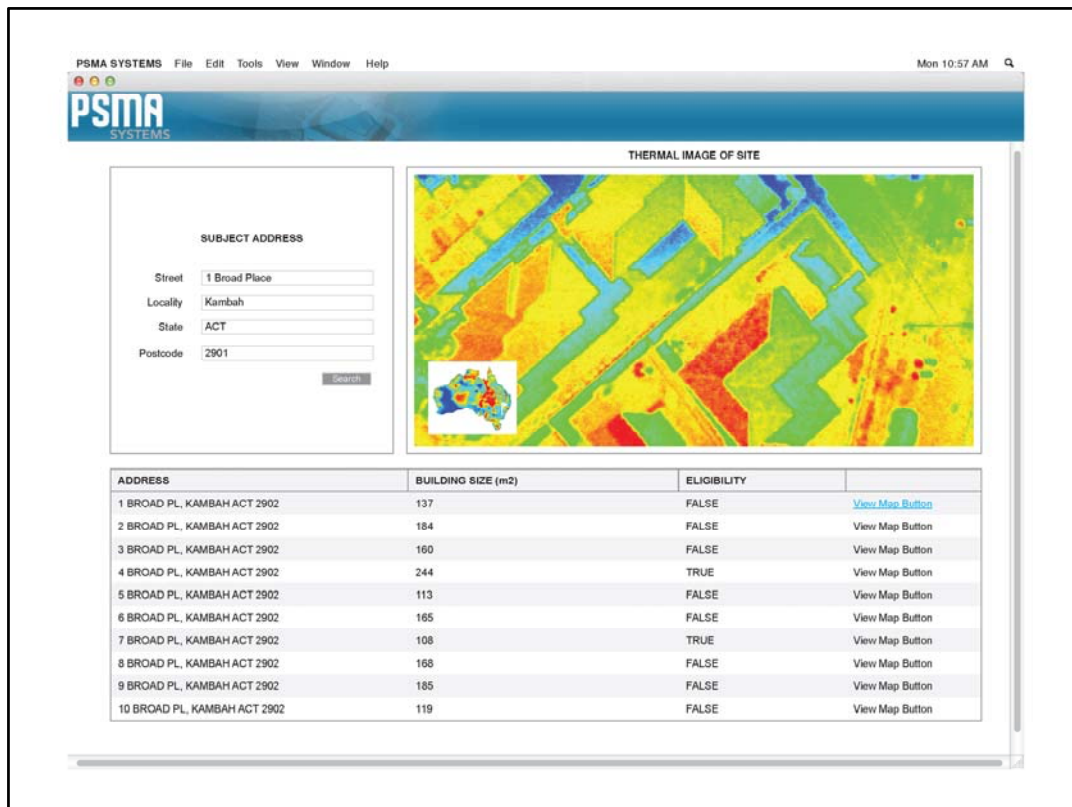 PSMA SYSTEMS File Edit Tools View Window Help Mon 10:57 AM
PSMA
SYSTEMS
THERMAL IMAGE OF SITE
SUBJECT ADDRESS
Street 1 Broad Place
Locality Kambah
State ACT
Postcode 2901
Search
ADDRESS BUILDING SIZE (m2) ELIGIBILITY
1 BROAD PL, KAMBAH ACT 2902 137 FALSE View Map Button
2 BROAD PL, KAMBAH ACT 2902 184 FALSE View Map Button
3 BROAD PL, KAMBAH ACT 2902 160 FALSE View Map Button
4 BROAD PL, KAMBAH ACT 2902 244 TRUE View Map Button
5 BROAD PL, KAMBAH ACT 2902 113 FALSE View Map Button
6 BROAD PL, KAMBAH ACT 2902 165 FALSE View Map Button
7 BROAD PL, KAMBAH ACT 2902 108 TRUE View Map Button
8 BROAD PL, KAMBAH ACT 2902 168 FALSE View Map Button
9 BROAD PL, KAMBAH ACT 2902 185 FALSE View Map Button
10 BROAD PL, KAMBAH ACT 2902 119 FALSE View Map Button